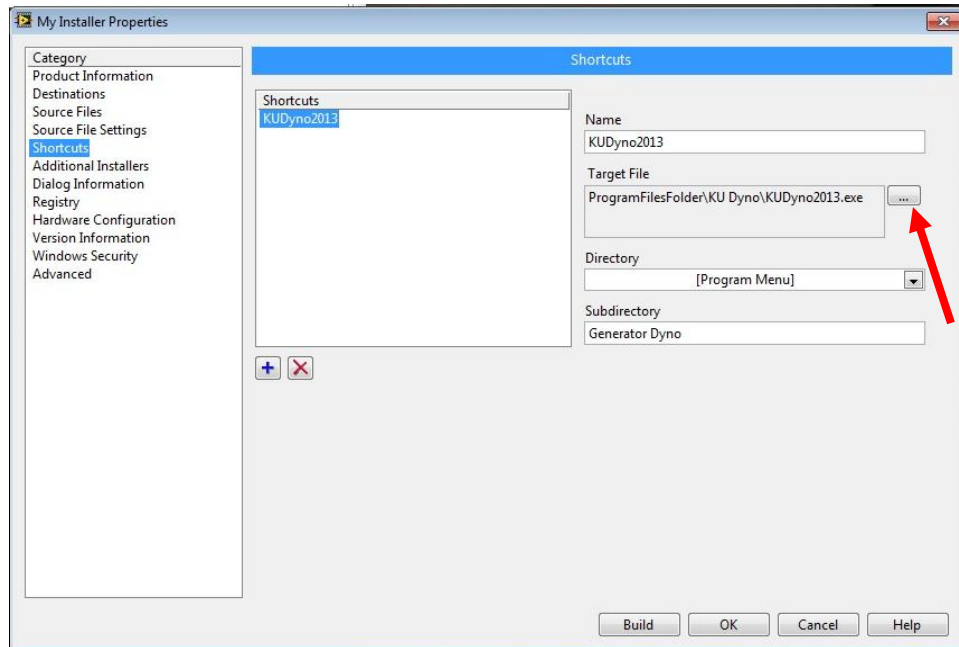 My Installer Properties
Category
Product Information
Destinations
Source Files
Source File Settings
Shortcuts
Additional Installers
Dialog Information
Registry
Hardware Configuration
Version Information
Windows Security
Advanced
Shortcuts
Shortcuts
KUDyno2013
Name
KUDyno2013
Target File
ProgramFilesFolder\KU Dyno\KUDyno2013.exe
...
Directory
[Program Menu]
Subdirectory
Generator Dyno
Build OK Cancel Help